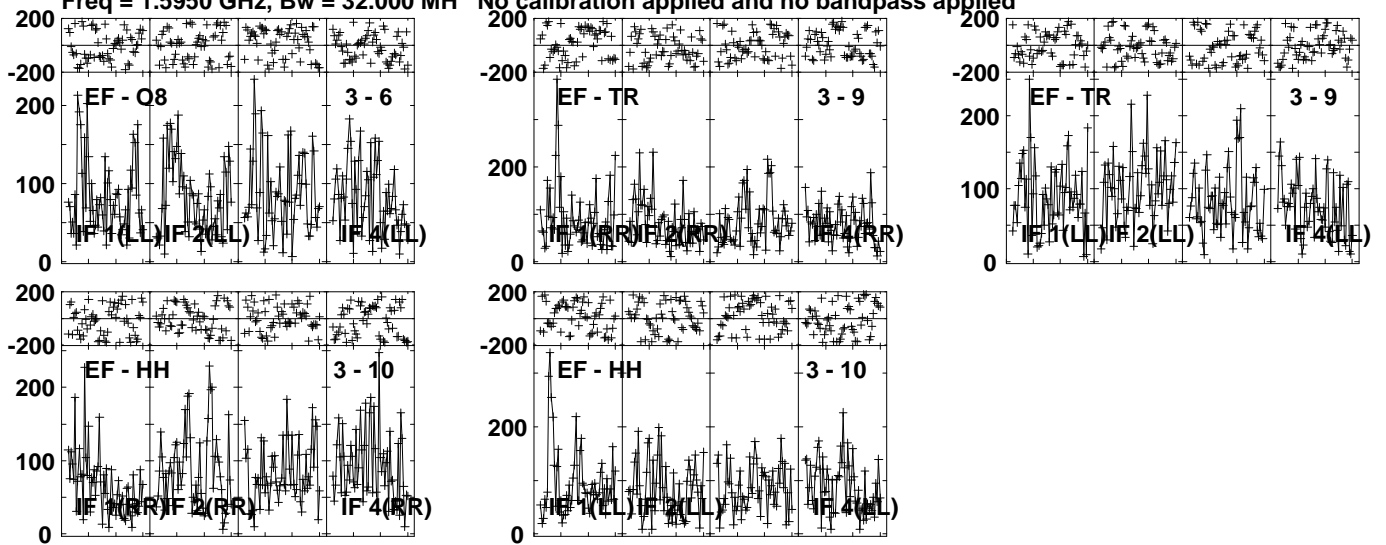 Freq = 1.5950 GHz, Bw = 32.000 MH No calibration applied and no bandpass applied
200 200 200
-200 -200 -200
EF - O8 3 - 6 EF - TR 3 - 9 EF - TR 3 - 9
200 200 200
100 100
IF 1(LL) IF 2(LL) IF 4(LL) IF 1(RR) IF 2(RR) IF 4(RR) IF 1(LL) IF 2(LL) IF 4(LL)
0 0 0
200 200
-200 -200
EF - HH 3 - 10 EF - HH 3 - 10
200 200
100
IF 1(RR) IF 2(RR) IF 4(RR) IF 1(LL) IF 2(LL) IF 4(LL)
0 0